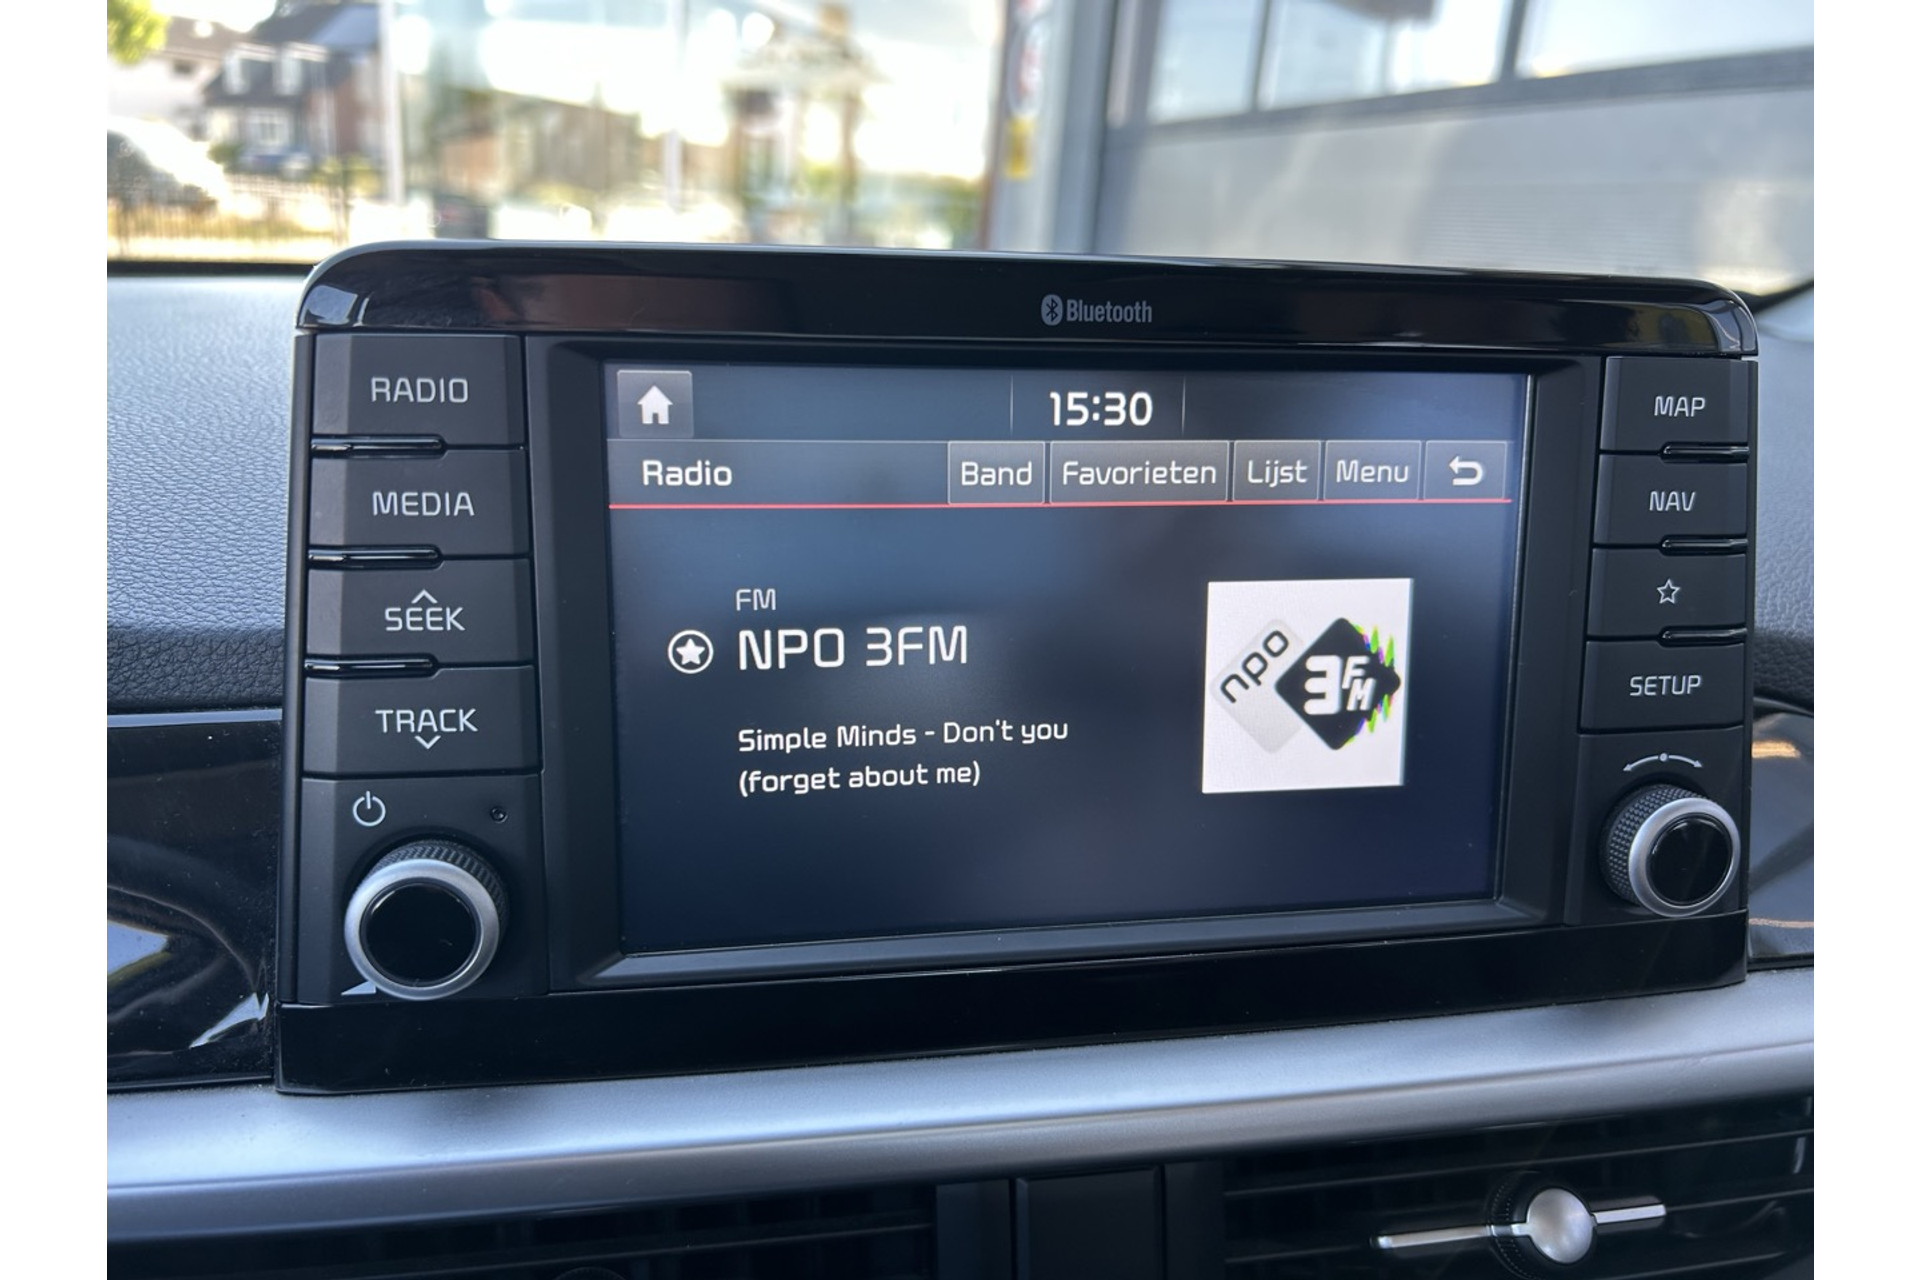 Bluetooth
RADIO
MEDIA
SEEK
TRACK
15:30
Radio
Band
Favorieten
Lijst
Menu
FM
NPO 3FM
Simple Minds - Don't you
(forget about me)
npo
3FM
MAP
NAV
SETUP